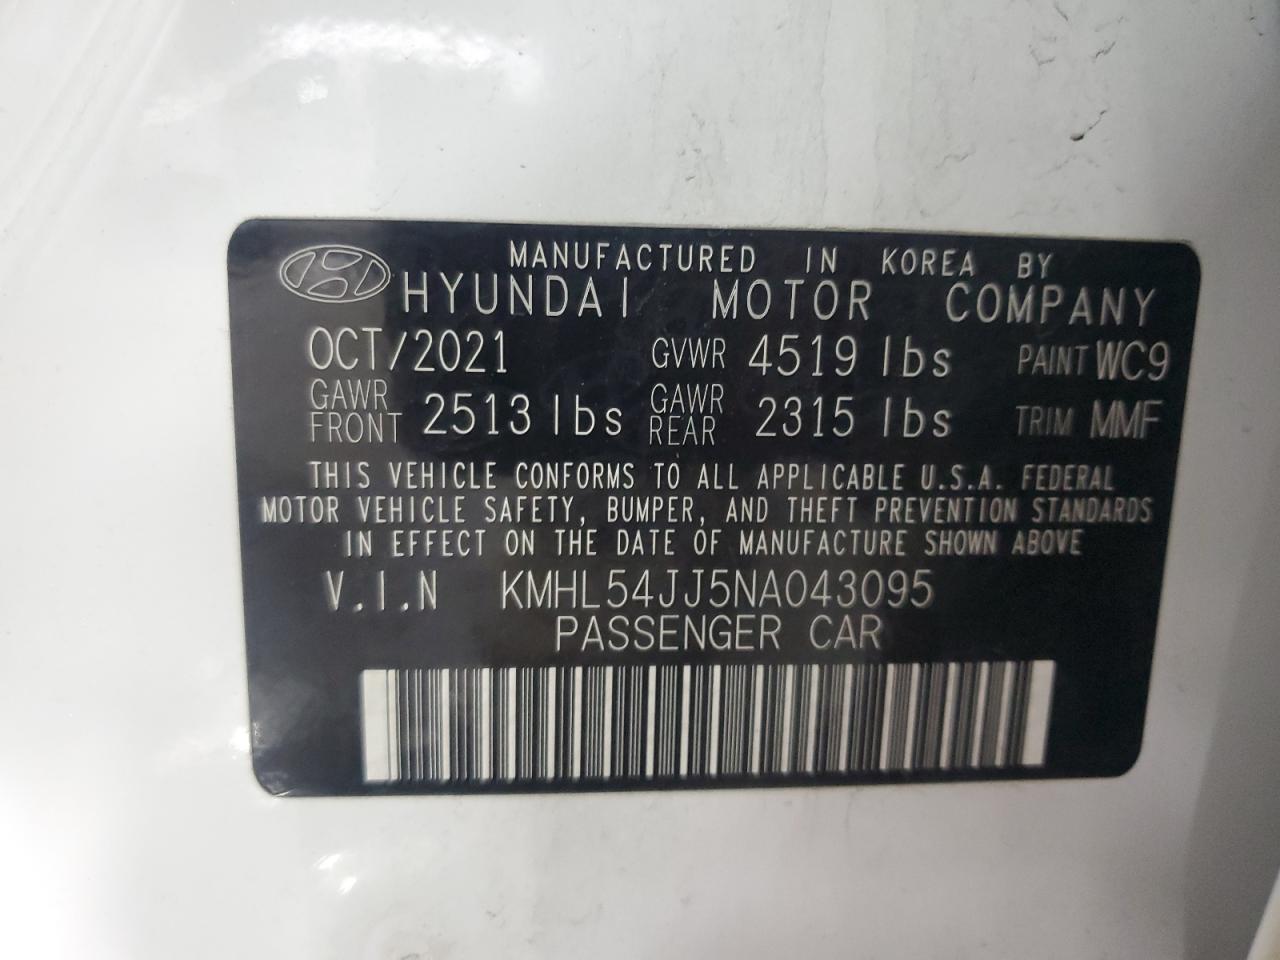 MANUFACTURED IN KOREA BY
HYUNDAI MOTOR COMPANY
OCT/2021 GVWR 4519 lbs PAINT WC9
GAWR FRONT 2513 lbs GAWR REAR 2315 lbs TRIM MMF
THIS VEHICLE CONFORMS TO ALL APPLICABLE U.S.A. FEDERAL
MOTOR VEHICLE SAFETY, BUMPER, AND THEFT PREVENTION STANDARDS
IN EFFECT ON THE DATE OF MANUFACTURE SHOWN ABOVE
V.I.N KMHL54JJ5NA043095
PASSENGER CAR